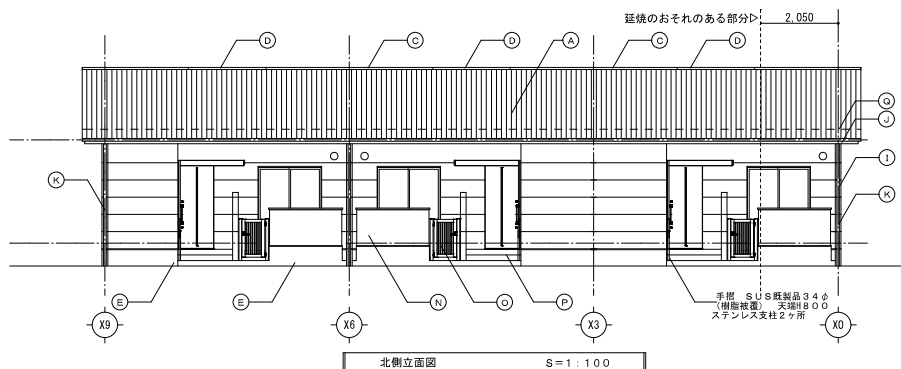 延焼のおそれのある部分▷ 2,050
D C D A C D
Q
J
I
K K
E E N O P
手摺 SUS既製品34φ
(樹脂被覆) 天端H800
ステンレス支柱2ヶ所
X9 X6 X3 X0
北側立面図 S=1:100